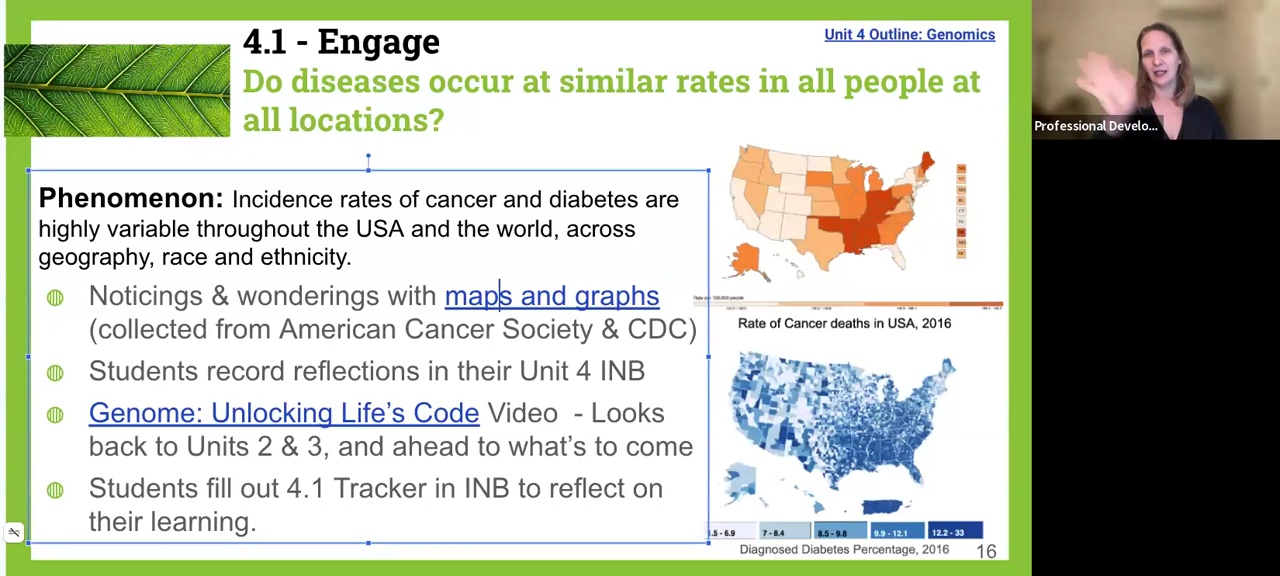 4.1 - Engage
Unit 4 Outline: Genomics
Do diseases occur at similar rates in all people at
all locations?
Professional Develo...
Phenomenon: Incidence rates of cancer and diabetes are
highly variable throughout the USA and the world, across
geography, race and ethnicity.
Noticings & wonderings with maps and graphs
(collected from American Cancer Society & CDC)
Students record reflections in their Unit 4 INB
Genome: Unlocking Life's Code Video - Looks
back to Units 2 & 3, and ahead to what's to come
Students fill out 4.1 Tracker in INB to reflect on
their learning.
Rate of Cancer deaths in USA, 2016
.5 - 6.9
7 - 8.4
8.5 - 9.8
9.9 - 12.1
12.2 - 33
Diagnosed Diabetes Percentage, 2016
16